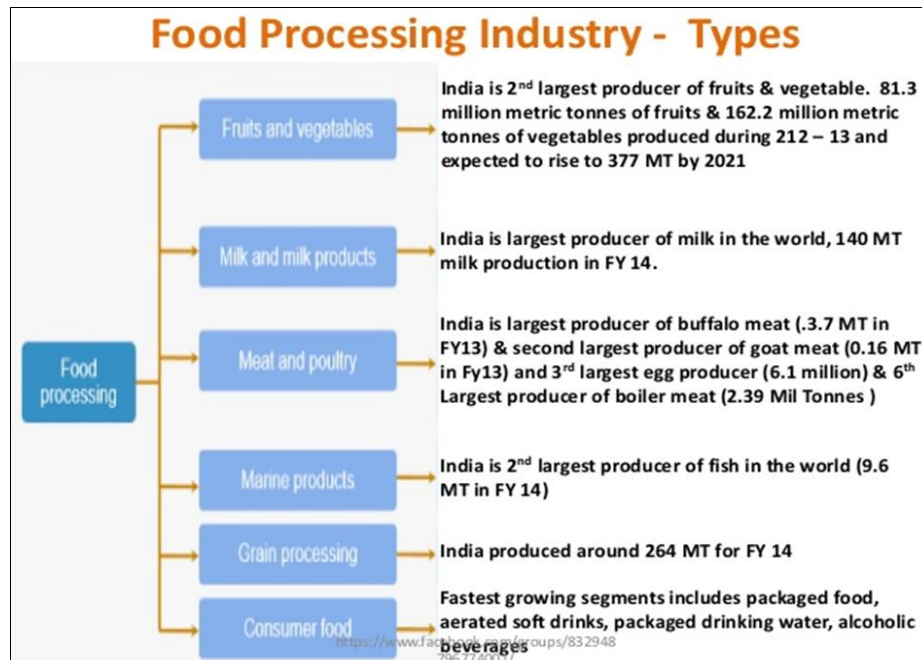 Food Processing Industry - Types
Food
processing
Fruits and vegetables
India is 2nd largest producer of fruits & vegetable. 81.3
million metric tonnes of fruits & 162.2 million metric
tonnes of vegetables produced during 212 – 13 and
expected to rise to 377 MT by 2021
Milk and milk products
India is largest producer of milk in the world, 140 MT
milk production in FY 14.
Meat and poultry
India is largest producer of buffalo meat (.3.7 MT in
FY13) & second largest producer of goat meat (0.16 MT
in Fy13) and 3rd largest egg producer (6.1 million) & 6th
Largest producer of boiler meat (2.39 Mil Tonnes )
Marine products
India is 2nd largest producer of fish in the world (9.6
MT in FY 14)
Grain processing
India produced around 264 MT for FY 14
Consumer food
Fastest growing segments includes packaged food,
aerated soft drinks, packaged drinking water, alcoholic
beverages
https://www.facebook.com/groups/832948